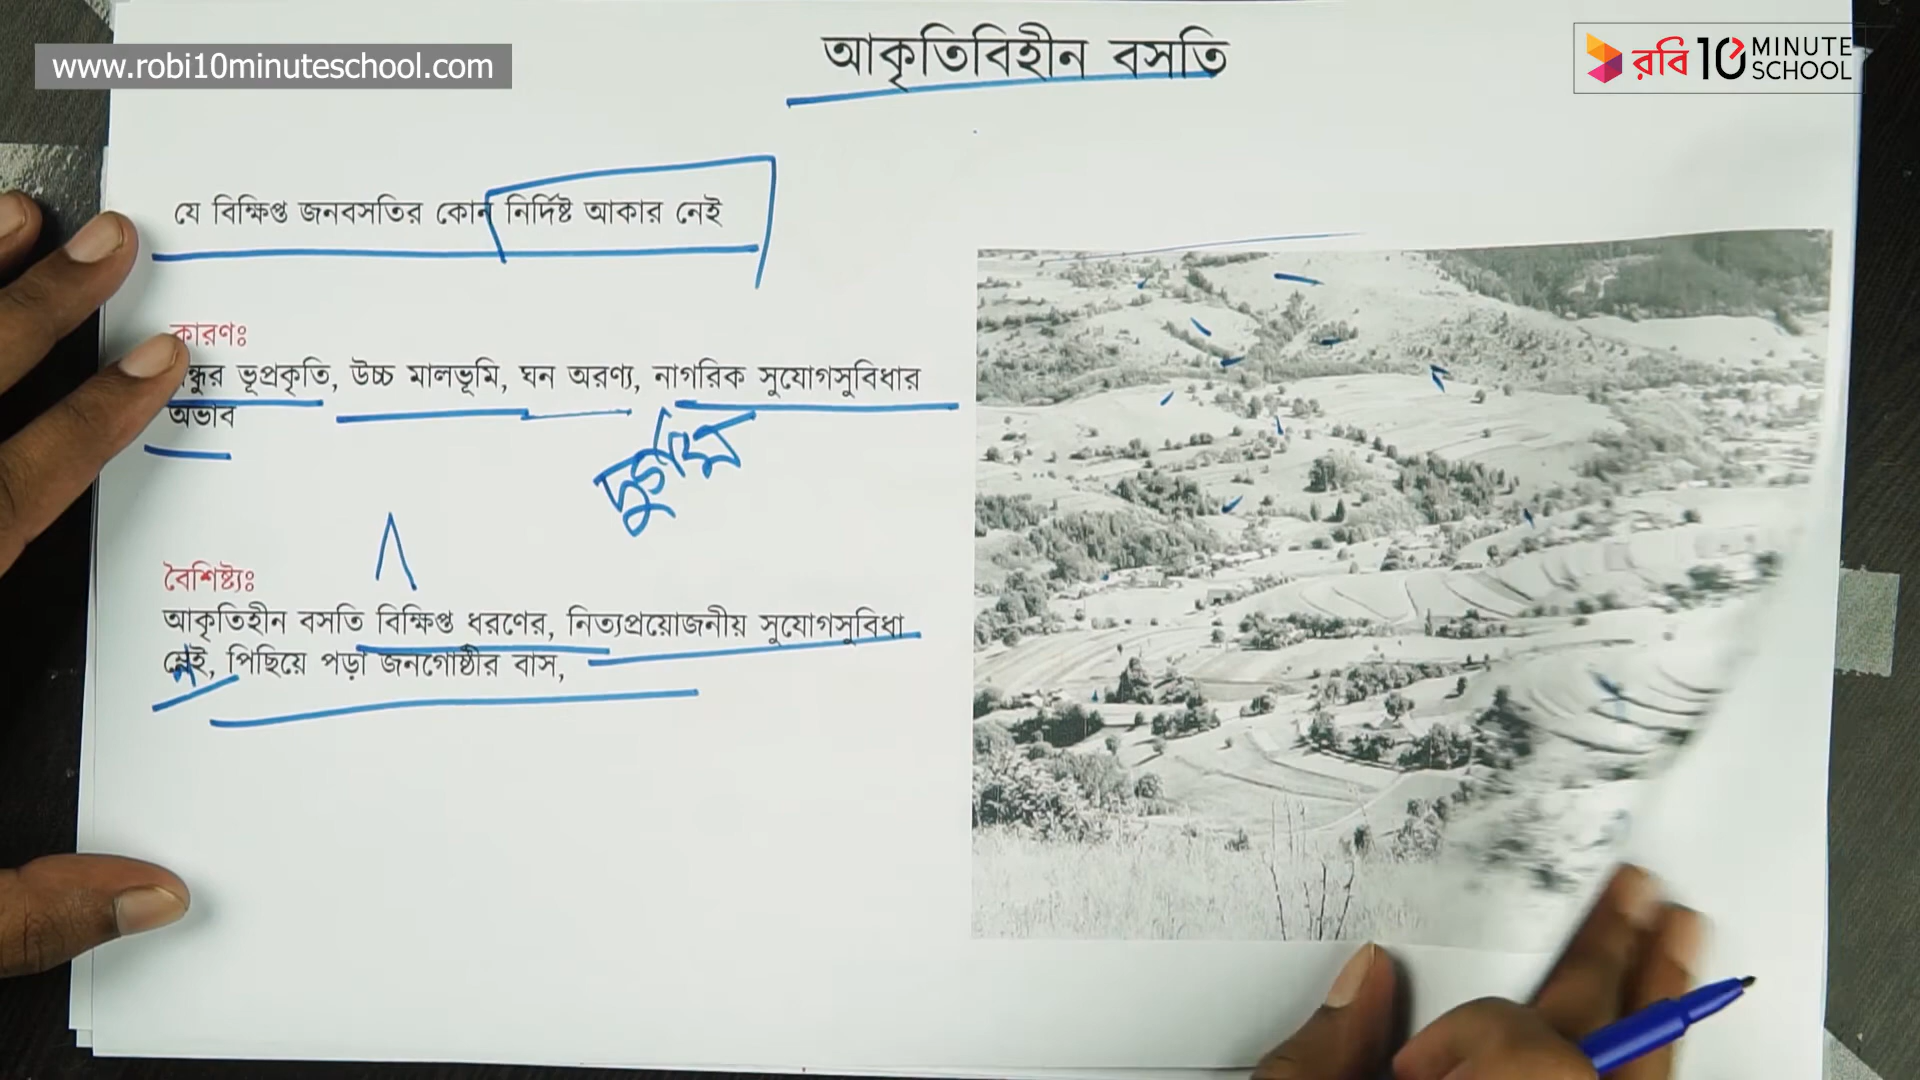 www.robi10minuteschool.com
আকৃতিবিহীন বসতি
রবি 10 MINUTE SCHOOL
যে বিক্ষিপ্ত জনবসতির কোন নির্দিষ্ট আকার নেই
কারণঃ
ভূপ্রকৃতি, উচ্চ মালভূমি, ঘন অরণ্য, নাগরিক সুযোগসুবিধার
অভাব
দুর্গম
বৈশিষ্ট্যঃ
আকৃতিহীন বসতি বিক্ষিপ্ত ধরণের, নিত্যপ্রয়োজনীয় সুযোগসুবিধা
নেই, পিছিয়ে পড়া জনগোষ্ঠীর বাস,